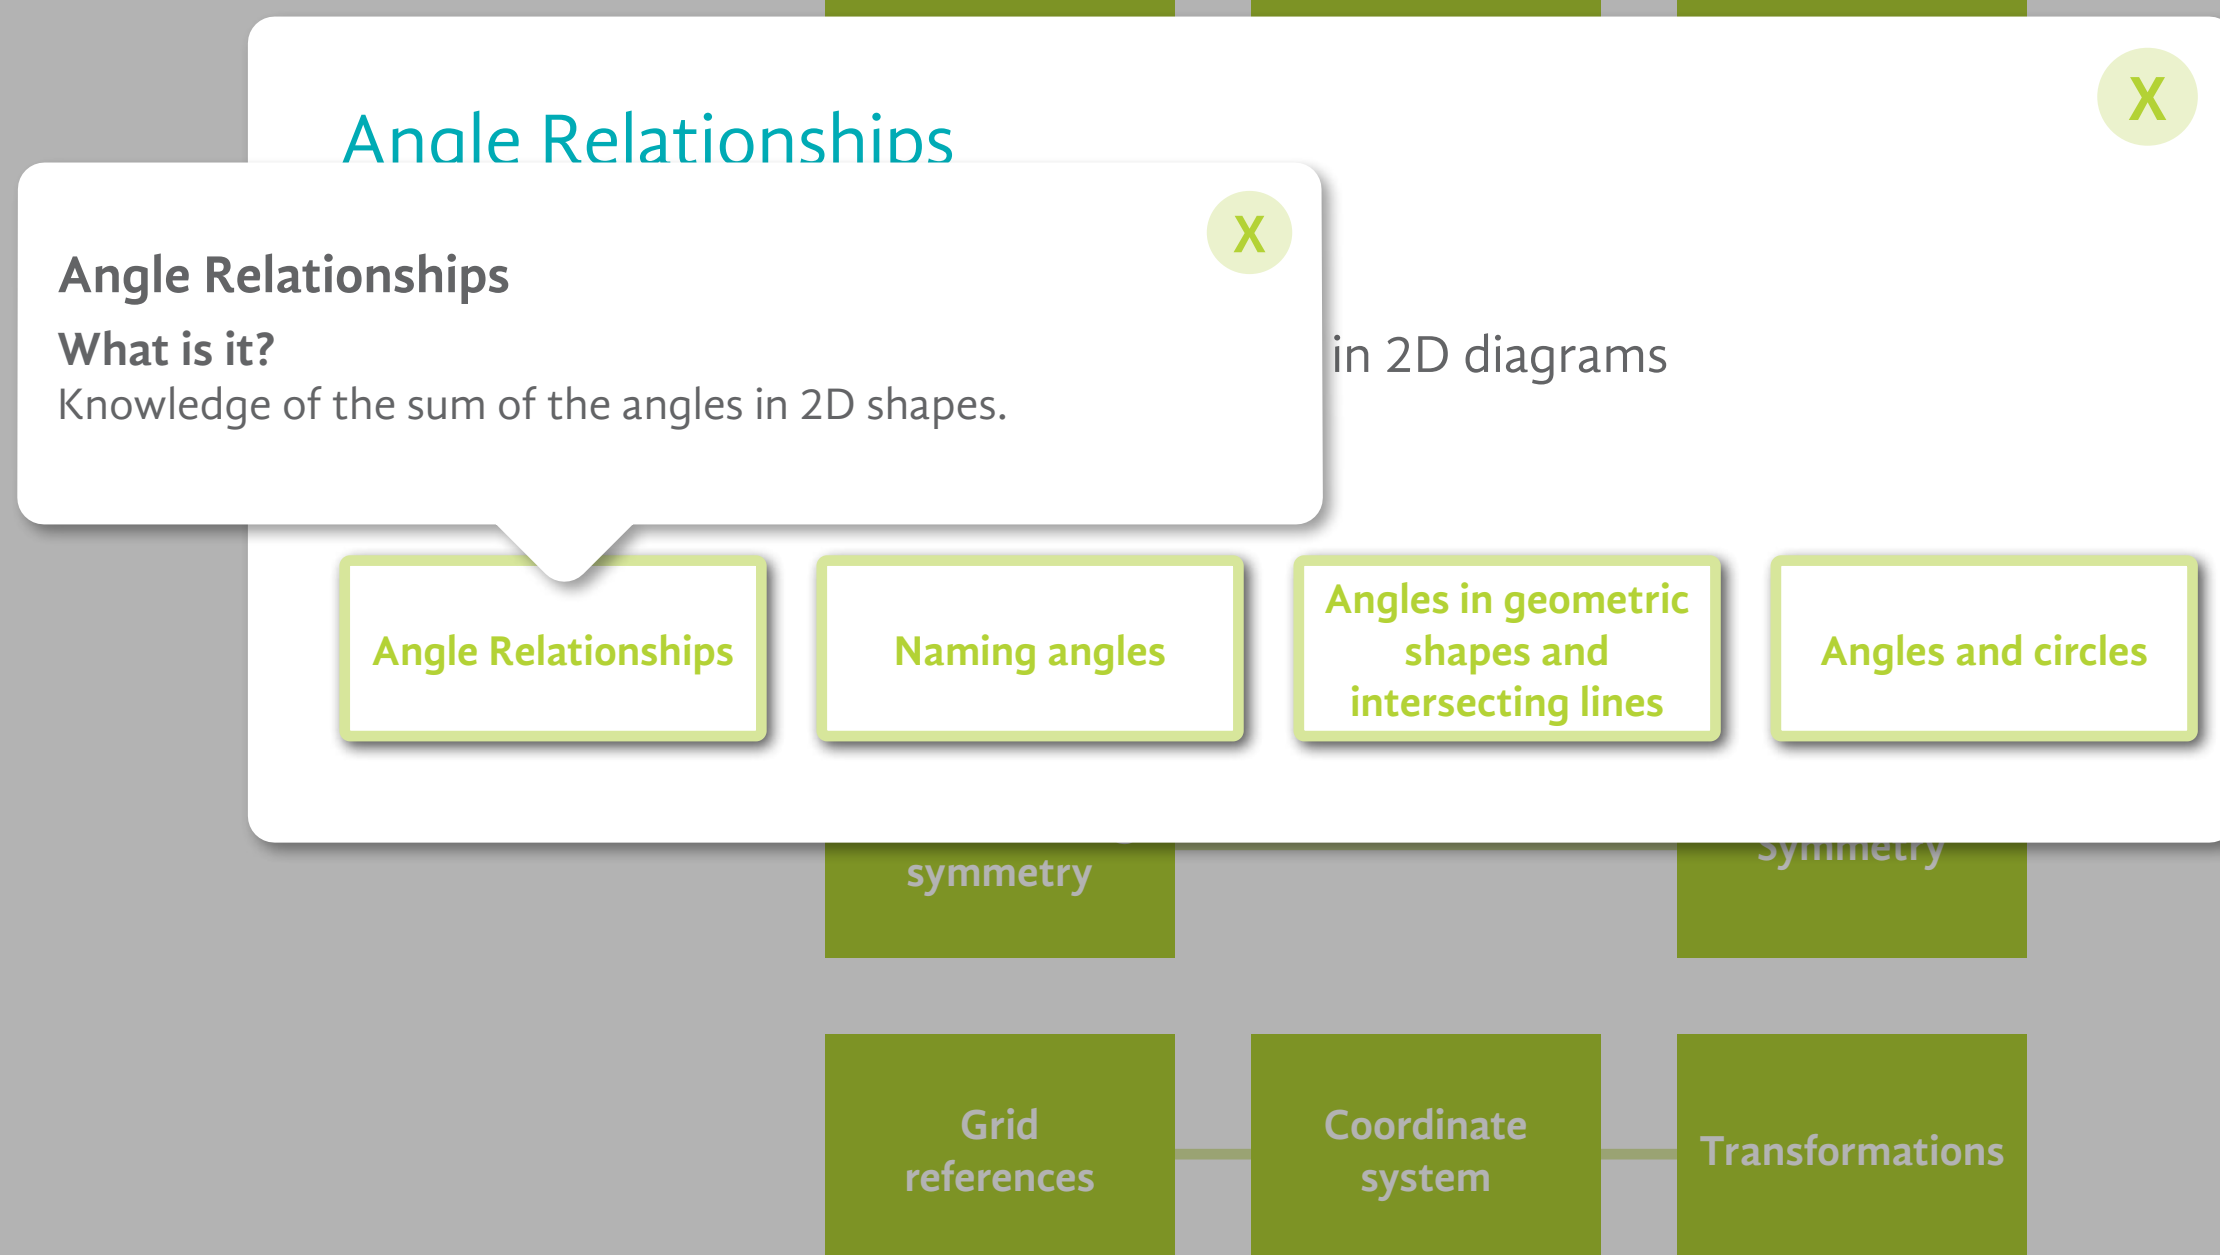 X
Angle Relationships
X
Angle Relationships
What is it?
in 2D diagrams
Knowledge of the sum of the angles in 2D shapes.
Angle Relationships
Naming angles
Angles in geometric
shapes and
intersecting lines
Angles and circles
symmetry
Symmetry
Grid
references
Coordinate
system
Transformations